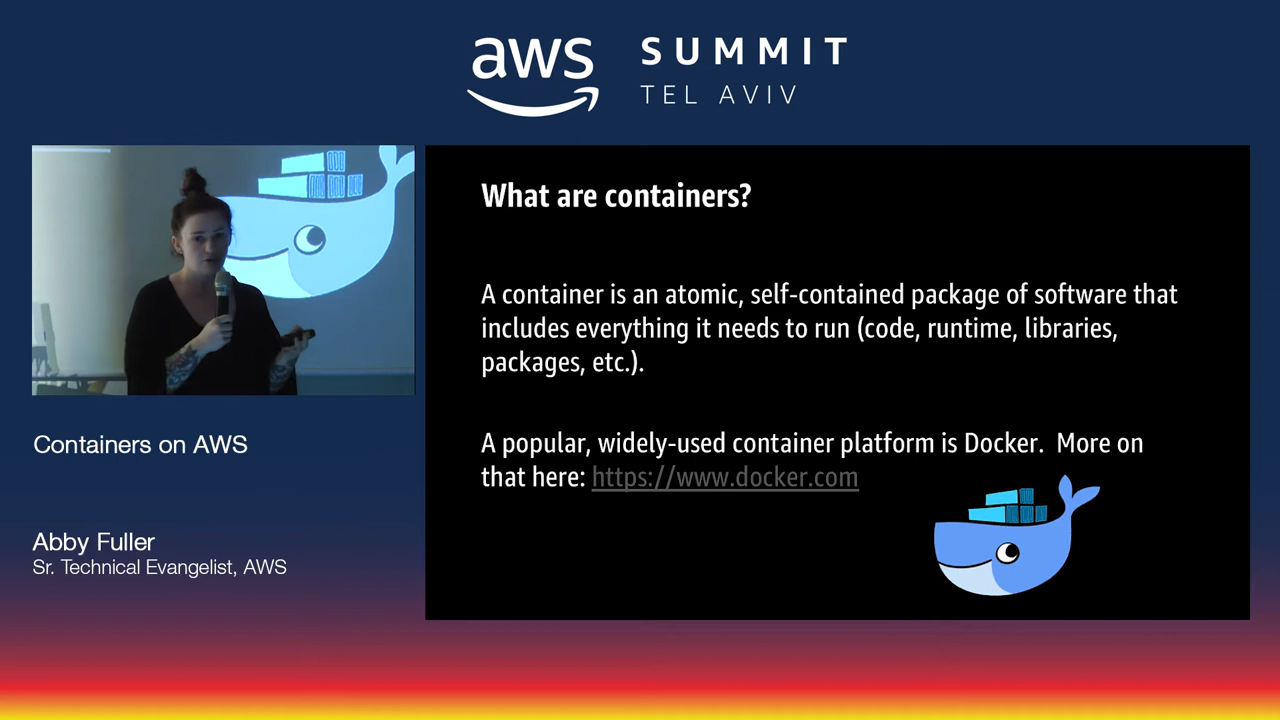 aws
SUMMIT
TEL AVIV
What are containers?
A container is an atomic, self-contained package of software that
includes everything it needs to run (code, runtime, libraries,
packages, etc.).
A popular, widely-used container platform is Docker. More on
that here: https://www.docker.com
Containers on AWS
Abby Fuller
Sr. Technical Evangelist, AWS